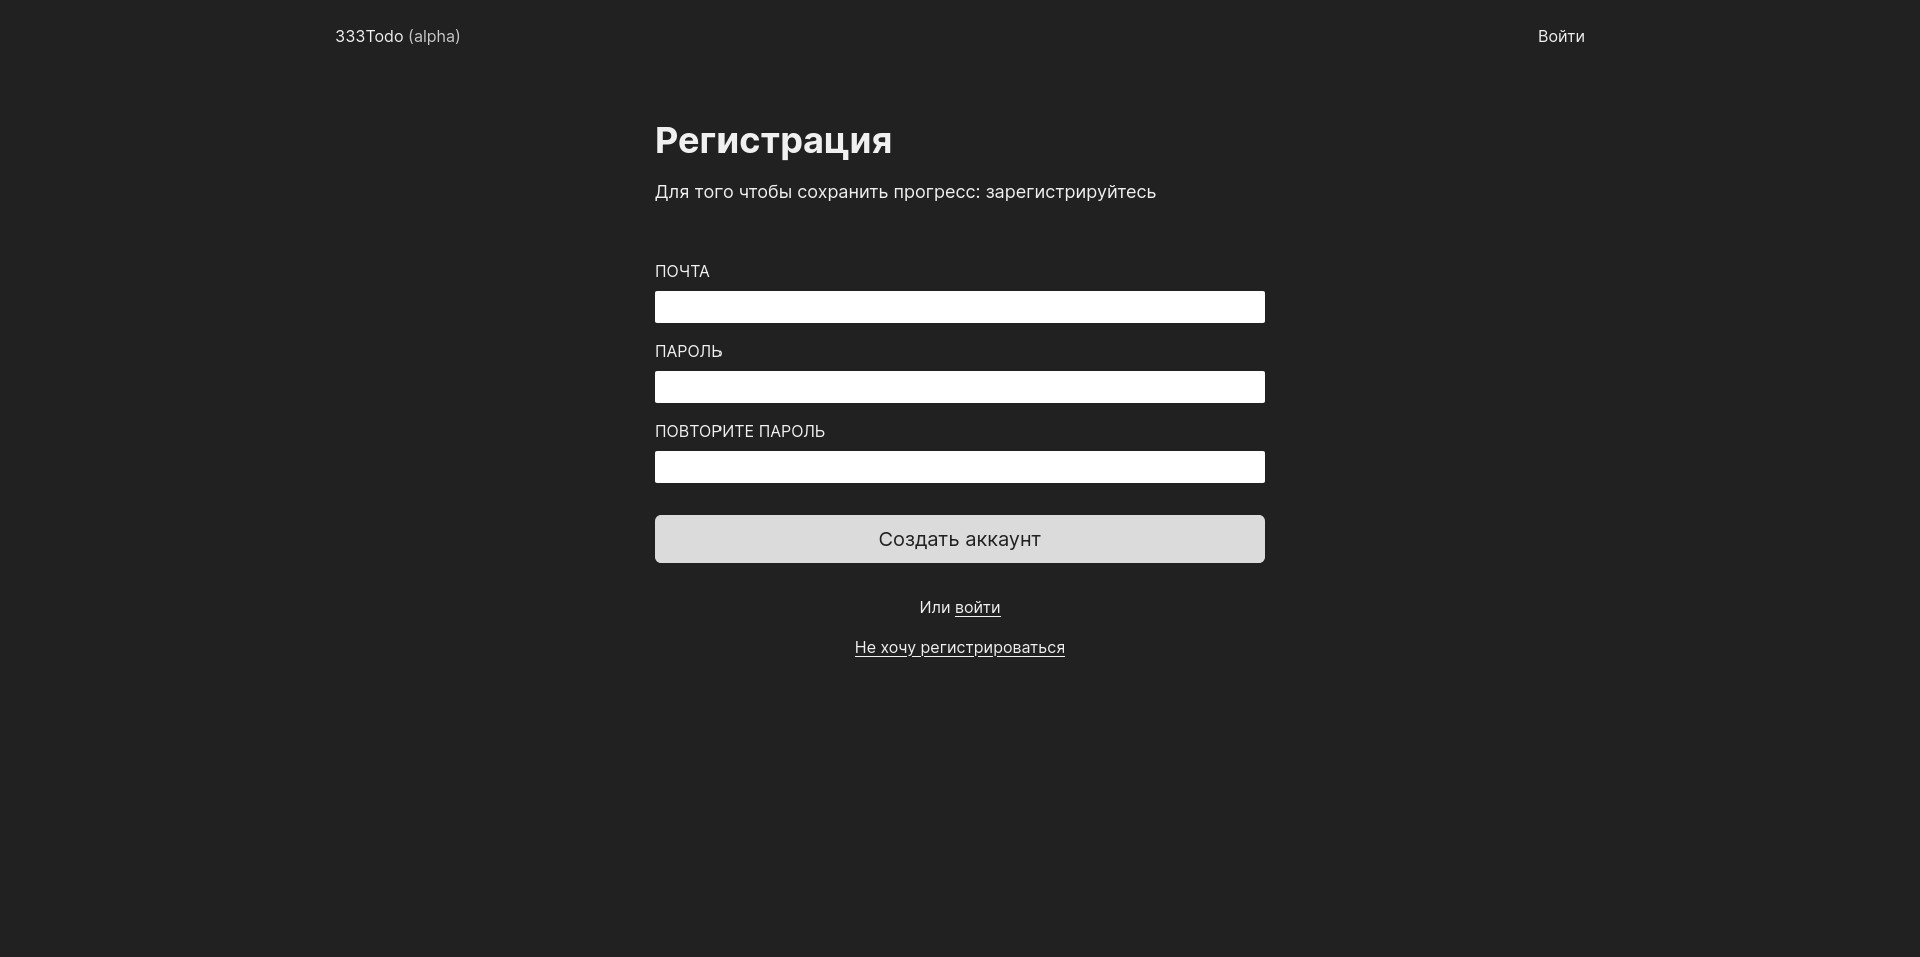 333Todo (alpha)
Войти
Регистрация
Для того чтобы сохранить прогресс: зарегистрируйтесь
ПОЧТА
ПАРОЛЬ
ПОВТОРИТЕ ПАРОЛЬ
Создать аккаунт
Или войти
Не хочу регистрироваться